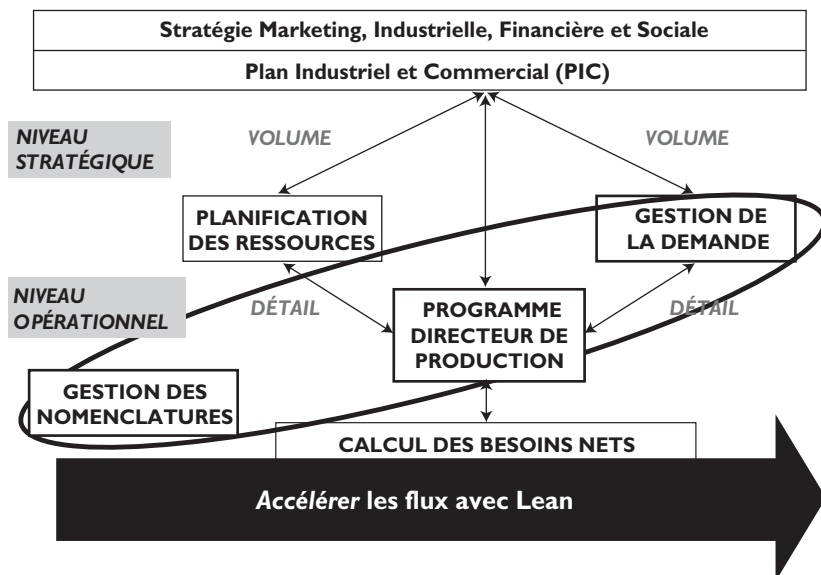 Stratégie Marketing, Industrielle, Financière et Sociale
Plan Industriel et Commercial (PIC)
NIVEAU
STRATÉGIQUE
VOLUME
VOLUME
PLANIFICATION
DES RESSOURCES
GESTION DE
LA DEMANDE
NIVEAU
OPÉRATIONNEL
DÉTAIL
PROGRAMME
DIRECTEUR DE
PRODUCTION
DÉTAIL
GESTION DES
NOMENCLATURES
CALCUL DES BESOINS NETS
Accélérer les flux avec Lean